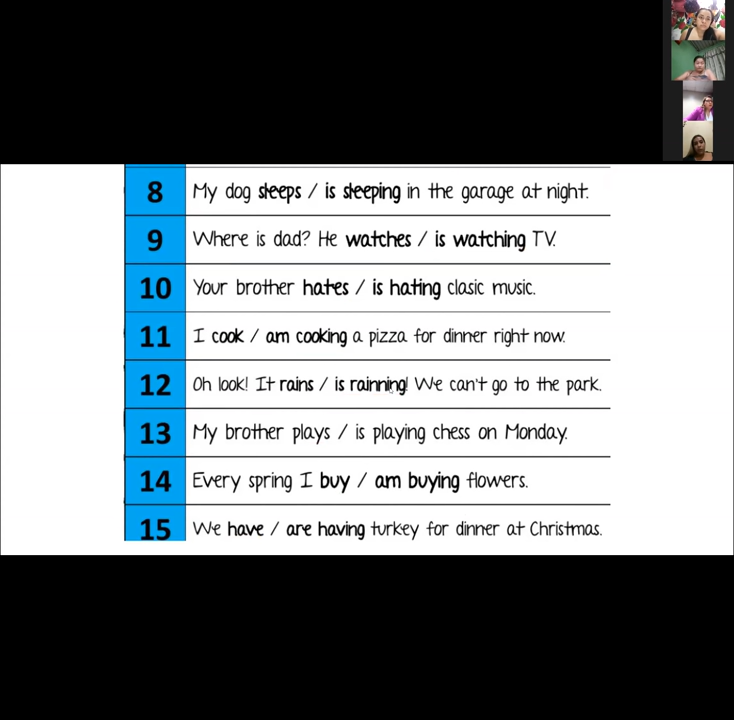 8 My dog sleeps / is sleeping in the garage at night.
9 Where is dad? He watches / is watching TV.
10 Your brother hates / is hating clasic music.
11 I cook / am cooking a pizza for dinner right now.
12 Oh look! It rains / is rainning! We can't go to the park.
13 My brother plays / is playing chess on Monday.
14 Every spring I buy / am buying flowers.
15 We have / are having turkey for dinner at Christmas.